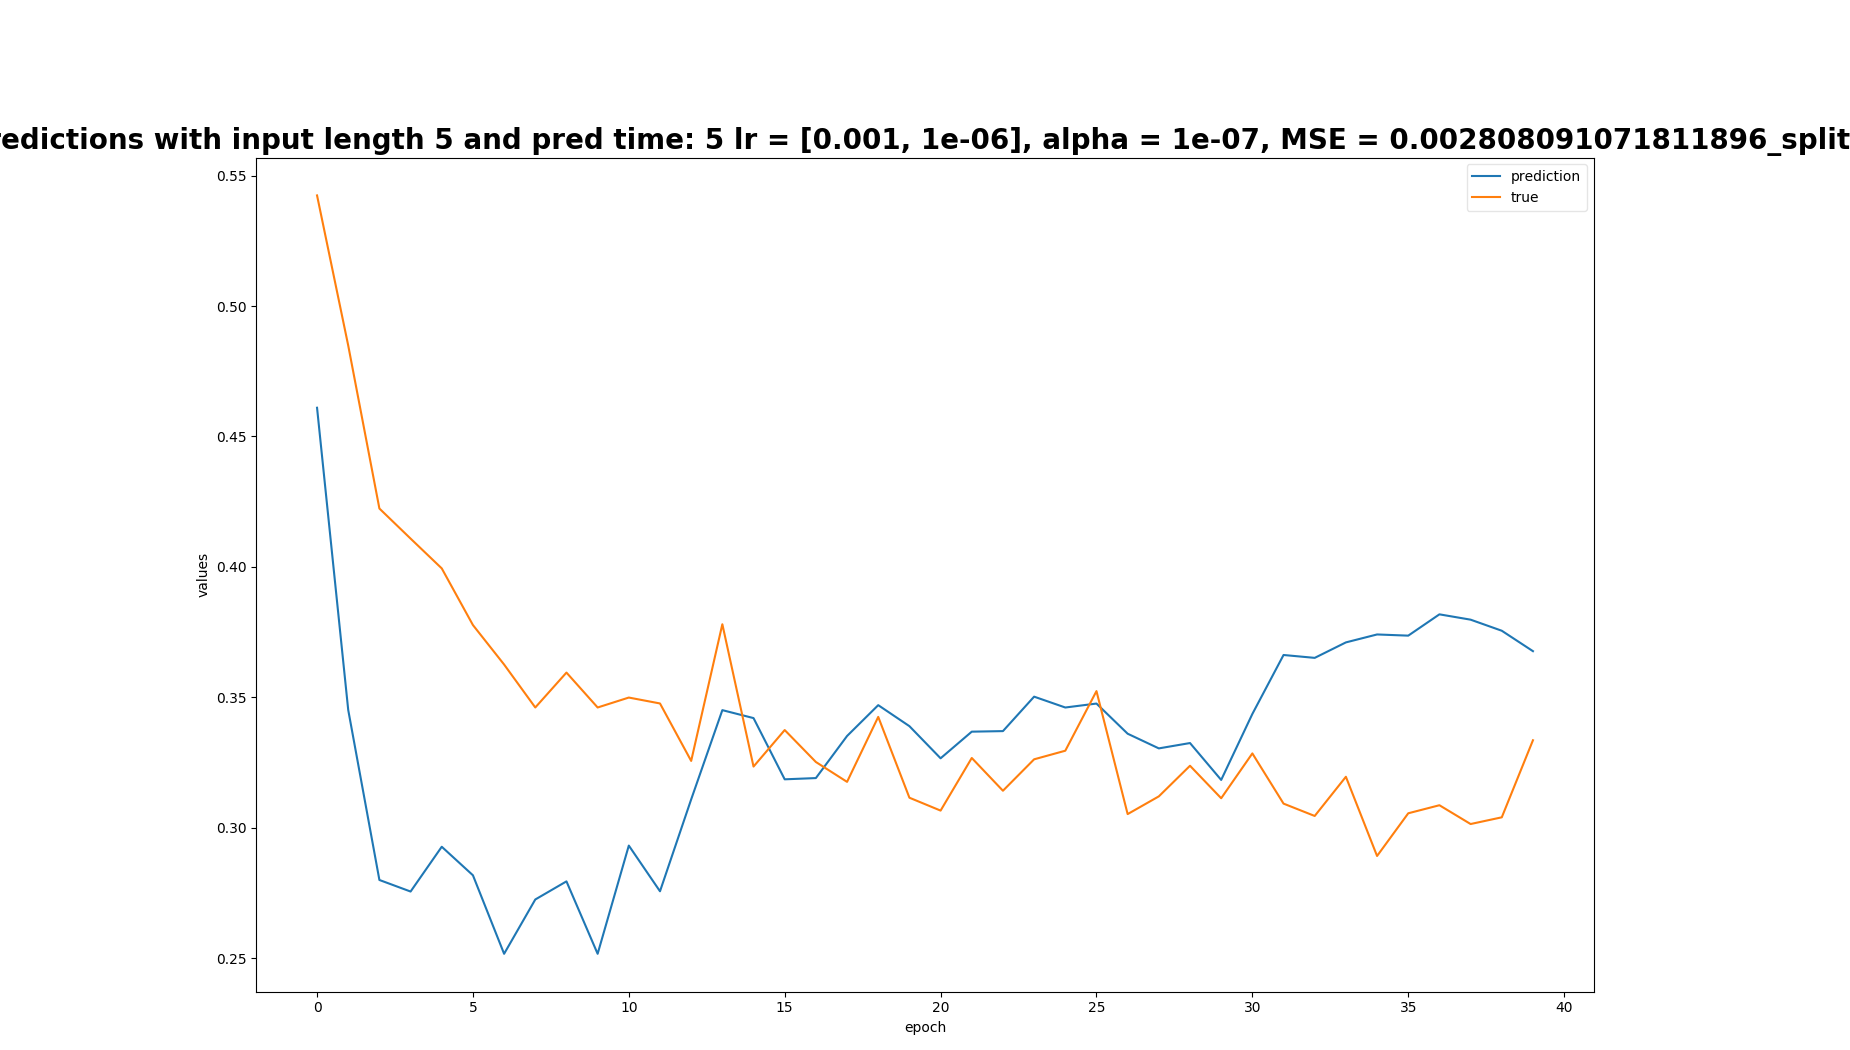 redictions with input length 5 and pred time: 5 lr = [0.001, 1e-06], alpha = 1e-07, MSE = 0.002808091071811896_split
prediction
true
0.55
0.50
0.45
0.40
0.35
0.30
0.25
values
0 5 10 15 20 25 30 35 40
epoch